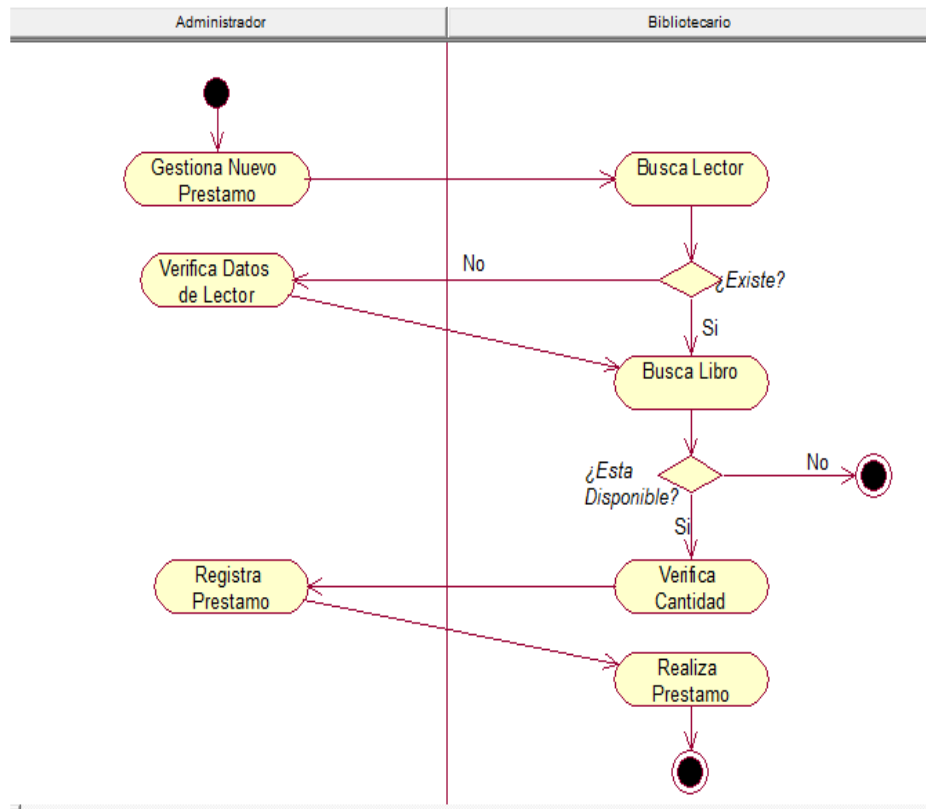 Administrador
Bibliotecario
Gestiona Nuevo
Prestamo
Busca Lector
Verifica Datos
de Lector
No
¿Existe?
Si
Busca Libro
¿Esta
Disponible?
No
Si
Registra
Prestamo
Verifica
Cantidad
Realiza
Prestamo